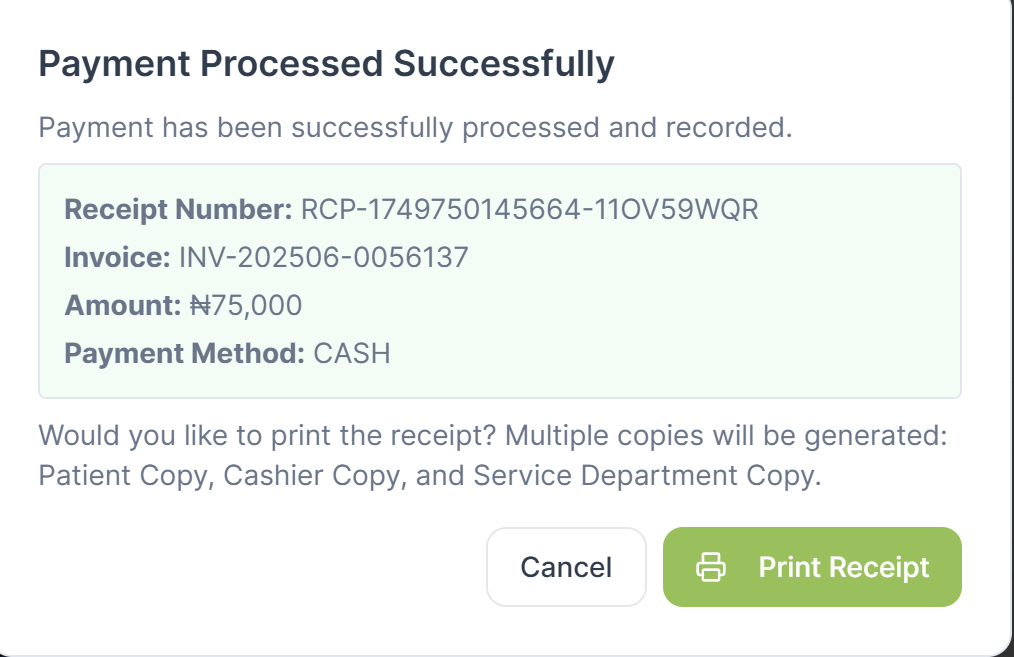 Payment Processed Successfully
Payment has been successfully processed and recorded.
Receipt Number: RCP-1749750145664-11OV59WQR
Invoice: INV-202506-0056137
Amount: ₦75,000
Payment Method: CASH
Would you like to print the receipt? Multiple copies will be generated:
Patient Copy, Cashier Copy, and Service Department Copy.
Cancel
Print Receipt